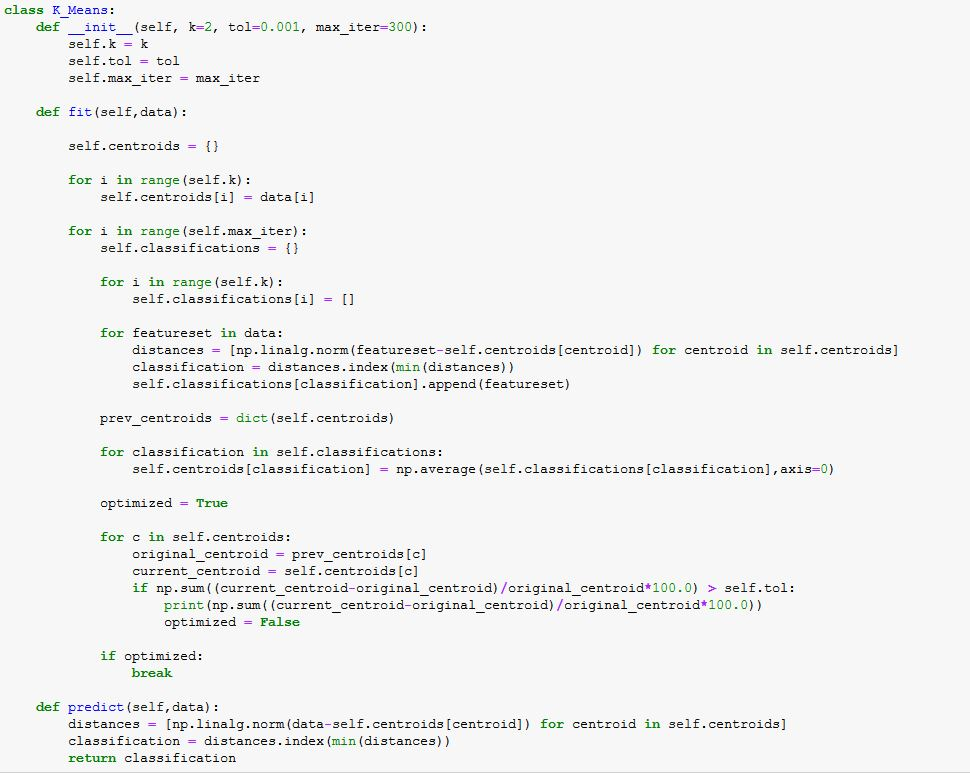 class K_Means:
    def __init__(self, k=2, tol=0.001, max_iter=300):
        self.k = k
        self.tol = tol
        self.max_iter = max_iter

    def fit(self,data):

        self.centroids = {}

        for i in range(self.k):
            self.centroids[i] = data[i]

        for i in range(self.max_iter):
            self.classifications = {}

            for i in range(self.k):
                self.classifications[i] = []

            for featureset in data:
                distances = [np.linalg.norm(featureset-self.centroids[centroid]) for centroid in self.centroids]
                classification = distances.index(min(distances))
                self.classifications[classification].append(featureset)

            prev_centroids = dict(self.centroids)

            for classification in self.classifications:
                self.centroids[classification] = np.average(self.classifications[classification],axis=0)

            optimized = True

            for c in self.centroids:
                original_centroid = prev_centroids[c]
                current_centroid = self.centroids[c]
                if np.sum((current_centroid-original_centroid)/original_centroid*100.0) > self.tol:
                    print(np.sum((current_centroid-original_centroid)/original_centroid*100.0))
                    optimized = False

            if optimized:
                break

    def predict(self,data):
        distances = [np.linalg.norm(data-self.centroids[centroid]) for centroid in self.centroids]
        classification = distances.index(min(distances))
        return classification